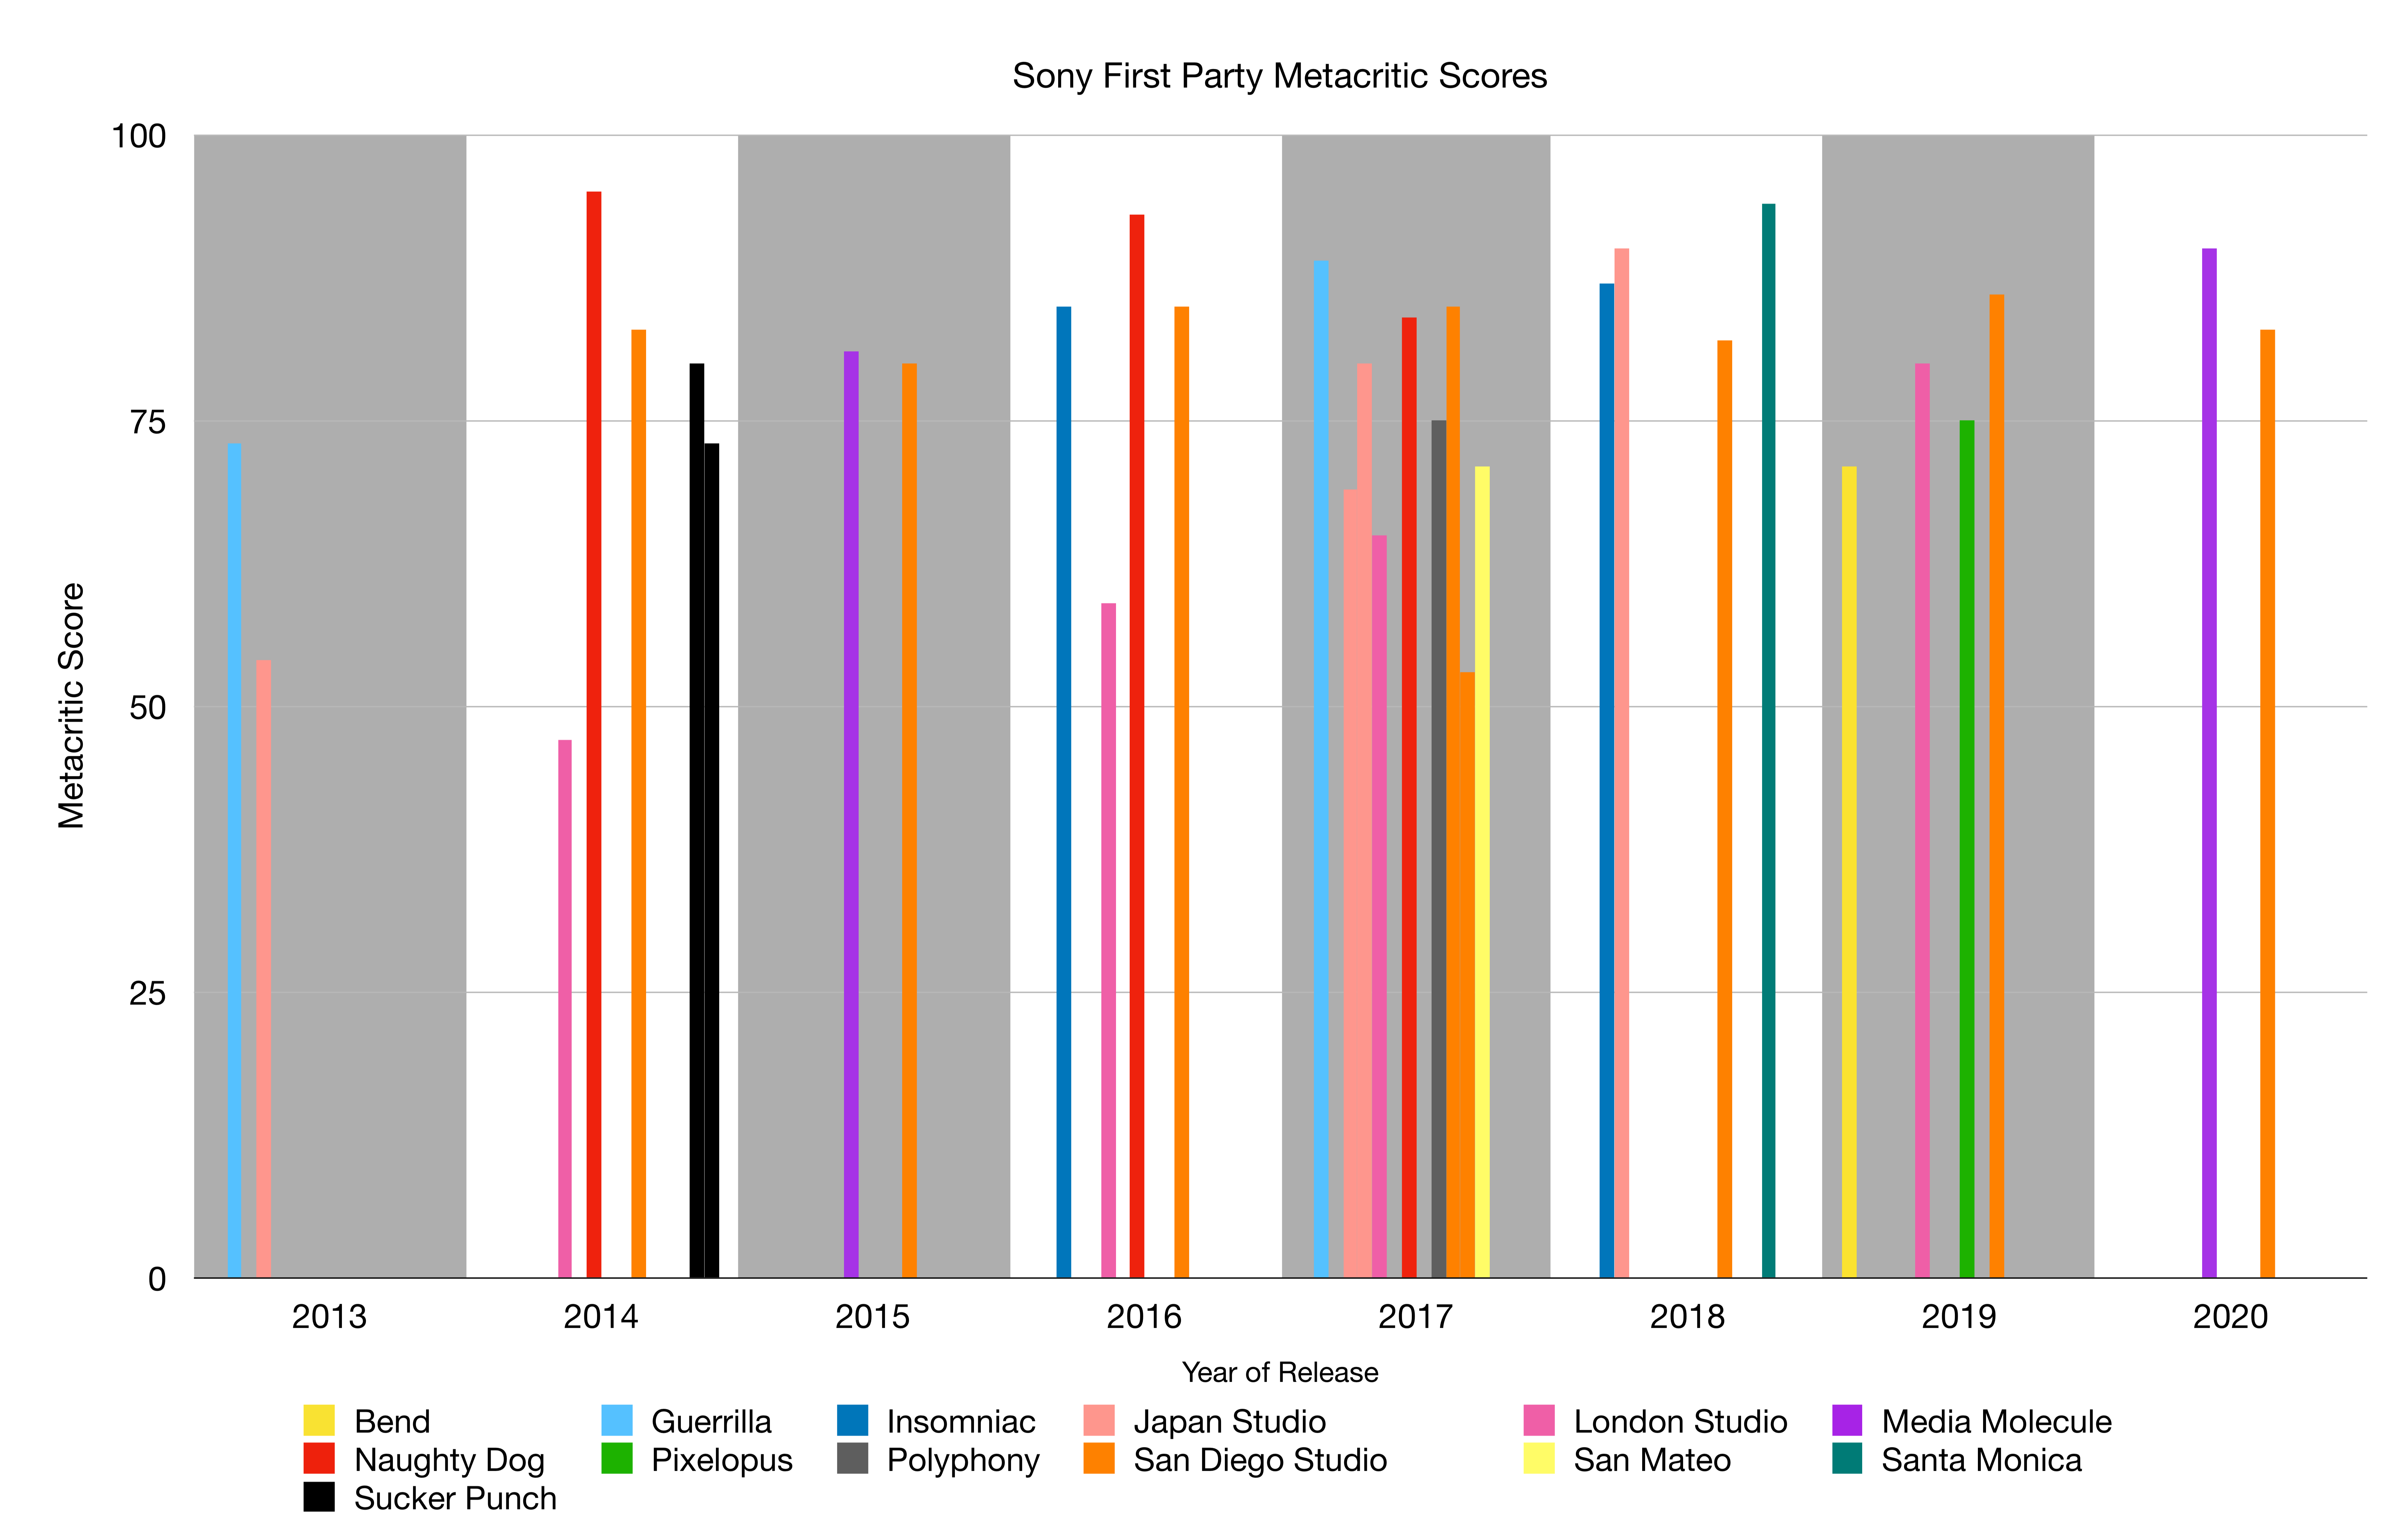 Sony First Party Metacritic Scores
100
75
50
25
0
Metacritic Score
2013 2014 2015 2016 2017 2018 2019 2020
Year of Release
Bend Guerrilla Insomniac Japan Studio London Studio Media Molecule
Naughty Dog Pixelopus Polyphony San Diego Studio San Mateo Santa Monica
Sucker Punch